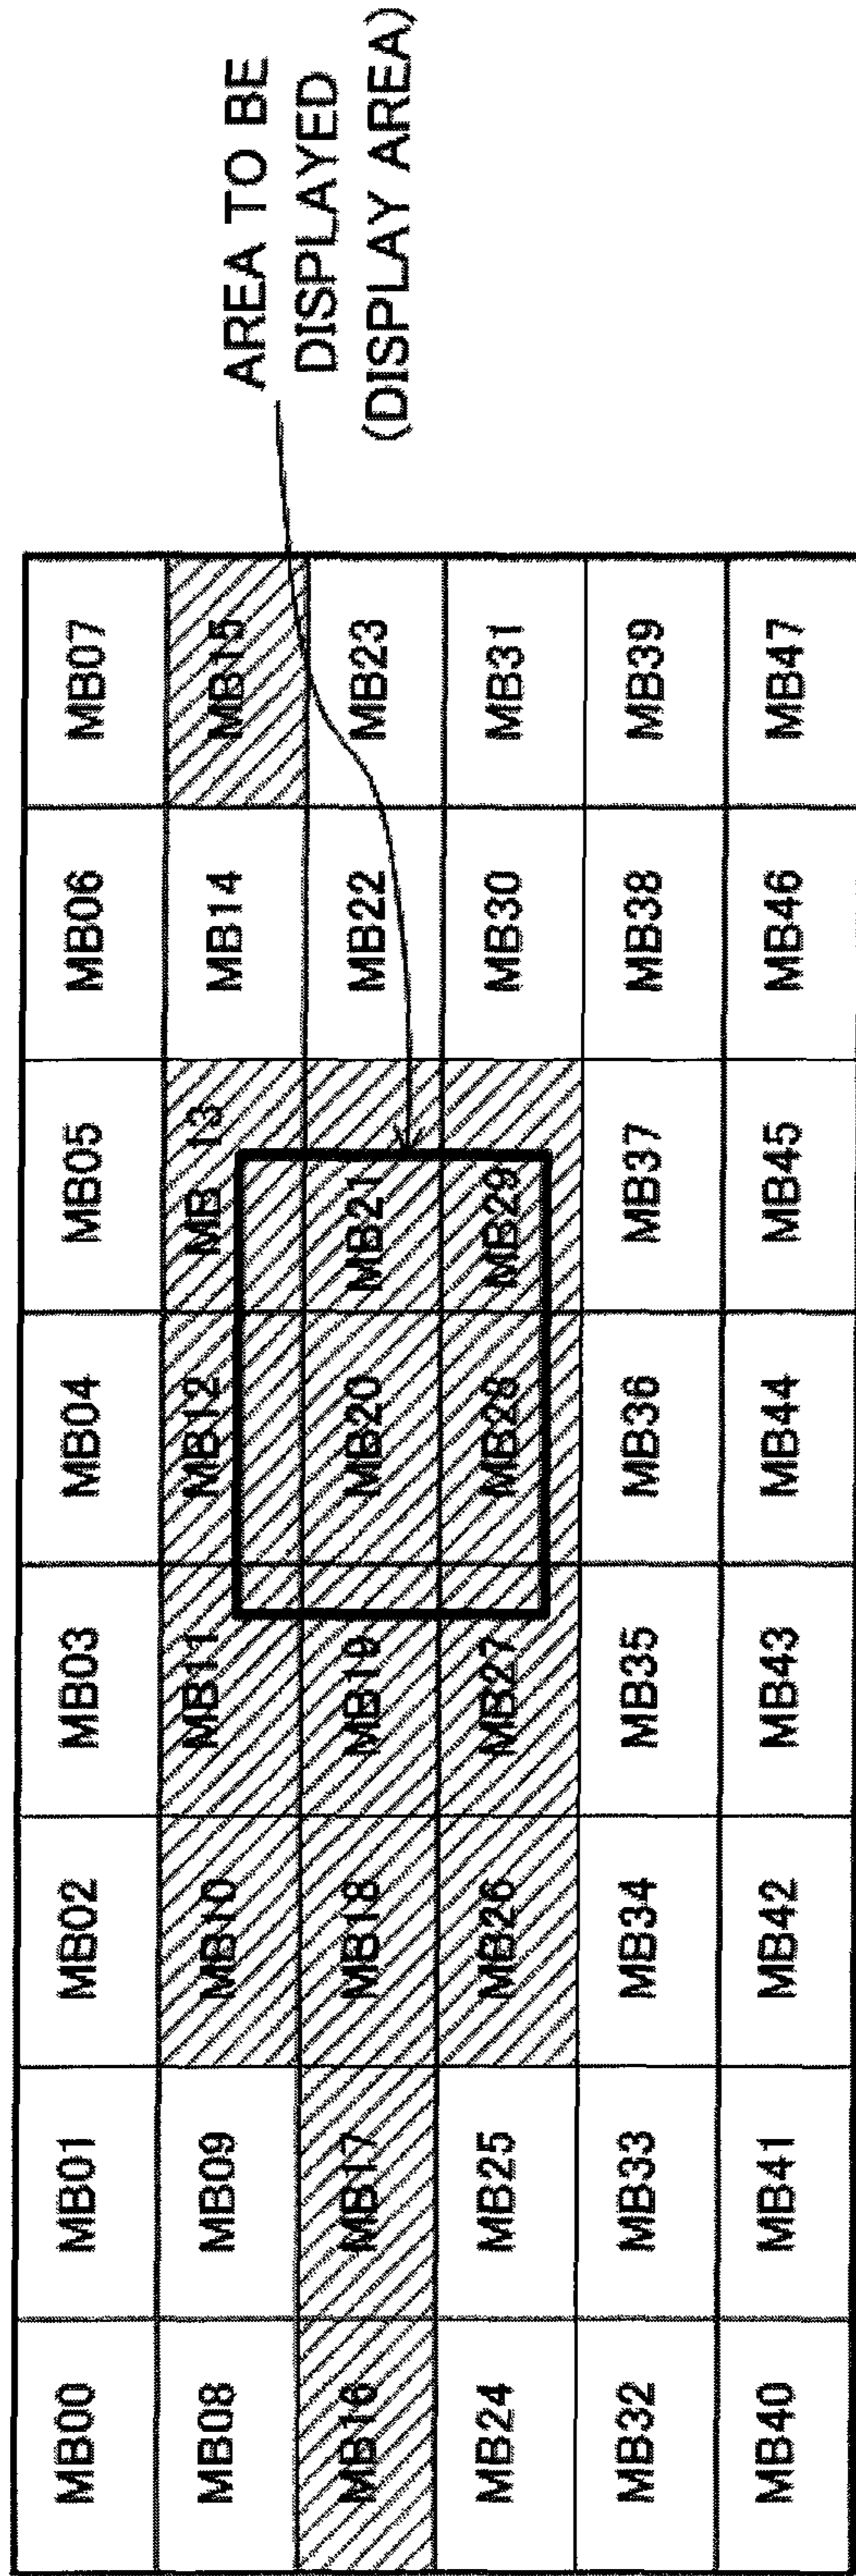 AREA TO BE
DISPLAYED
(DISPLAY AREA)
MB00 MB01 MB02 MB03 MB04 MB05 MB06 MB07
MB08 MB09 MB10 MB11 MB12 MB 13 MB14 MB15
MB16 MB17 MB18 MB19 MB20 MB21 MB22 MB23
MB24 MB25 MB26 MB27 MB28 MB29 MB30 MB31
MB32 MB33 MB34 MB35 MB36 MB37 MB38 MB39
MB40 MB41 MB42 MB43 MB44 MB45 MB46 MB47